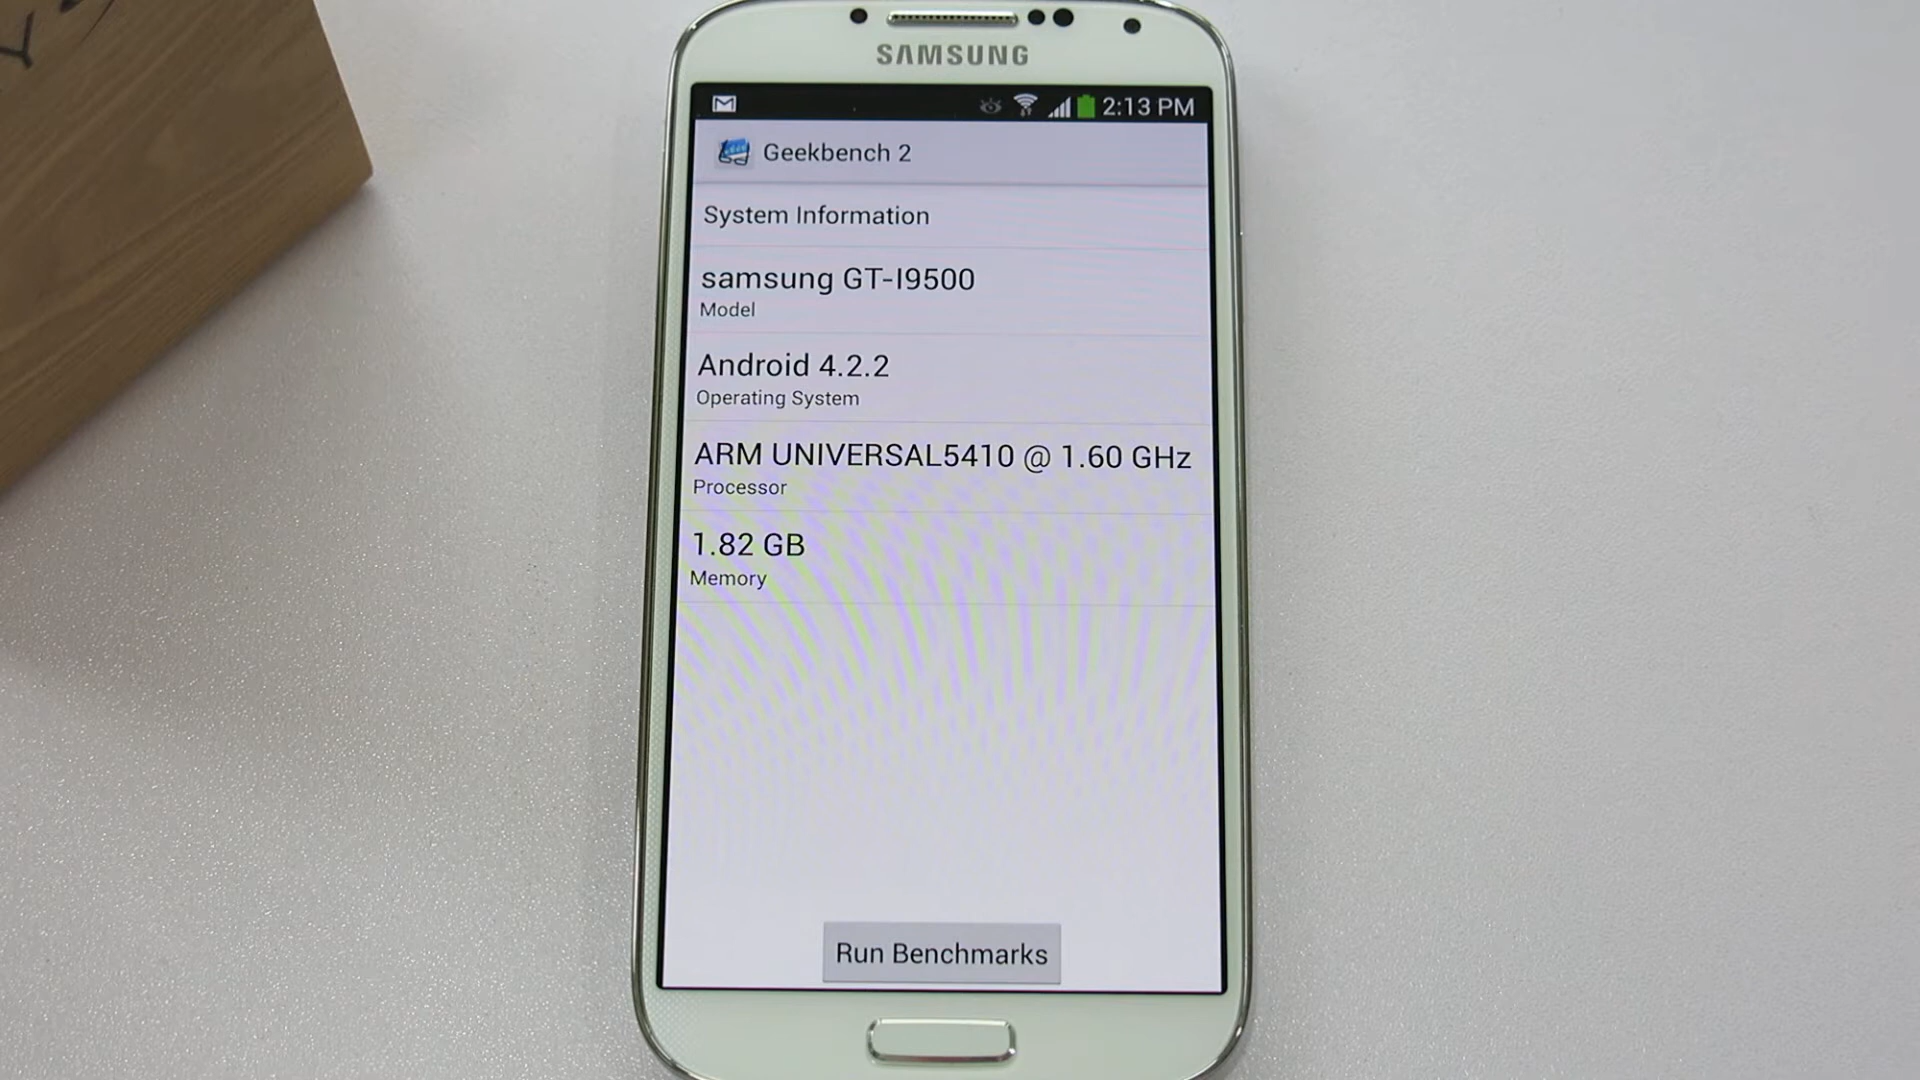 SAMSUNG
2:13 PM
Geekbench 2
System Information
samsung GT-I9500
Model
Android 4.2.2
Operating System
ARM UNIVERSAL5410 @ 1.60 GHz
Processor
1.82 GB
Memory
Run Benchmarks